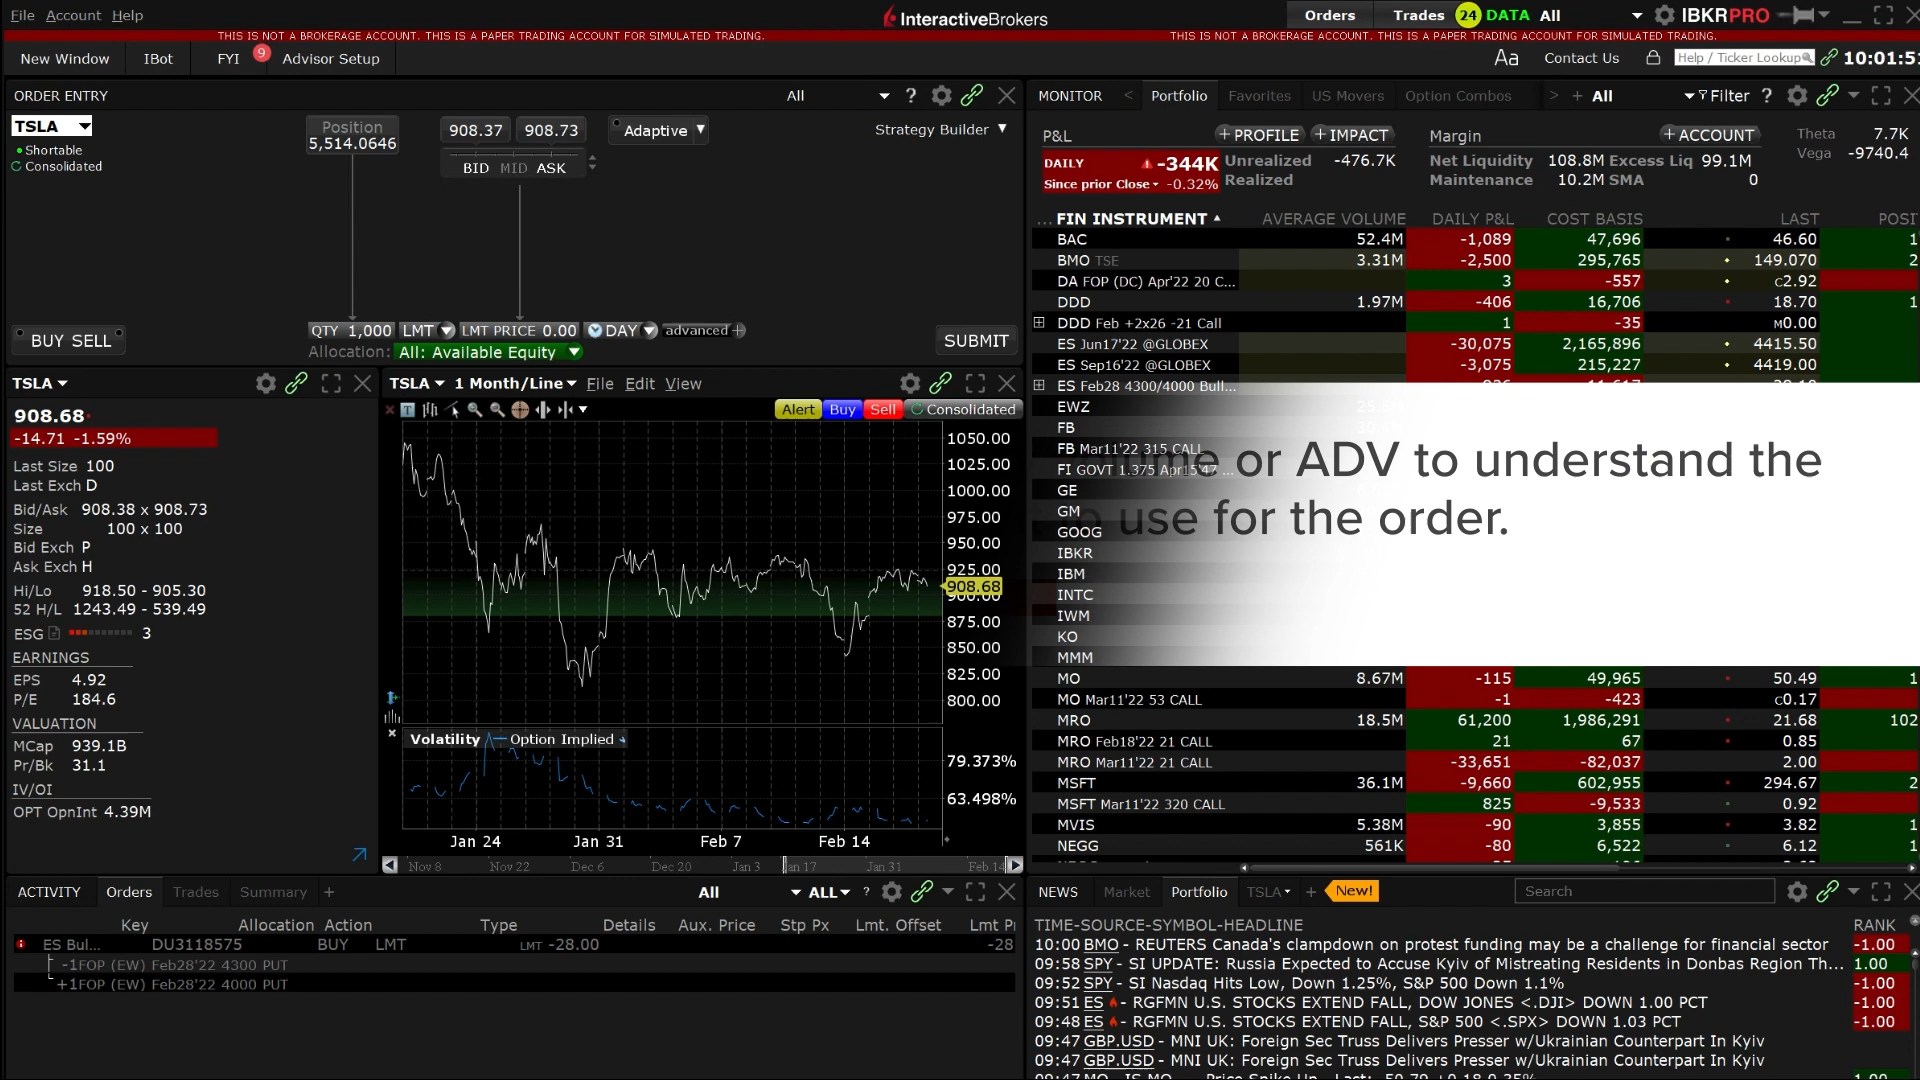 File Account Help
InteractiveBrokers
Orders Trades 24 DATA All IBKRPRO
THIS IS NOT A BROKERAGE ACCOUNT. THIS IS A PAPER TRADING ACCOUNT FOR SIMULATED TRADING.
THIS IS NOT A BROKERAGE ACCOUNT. THIS IS A PAPER TRADING ACCOUNT FOR SIMULATED TRADING.
New Window IBot FYI 9 Advisor Setup
Aa Contact Us Help / Ticker Lookup 10:01:51
ORDER ENTRY All ?
TSLA
Shortable
Consolidated
Position
5,514.0646
908.37 908.73
BID MID ASK
Adaptive
Strategy Builder
BUY SELL
QTY 1,000 LMT LMT PRICE 0.00 DAY advanced +
Allocation: All: Available Equity
SUBMIT
TSLA
908.68
-14.71 -1.59%
Last Size 100
Last Exch D
Bid/Ask 908.38 x 908.73
Size 100 x 100
Bid Exch P
Ask Exch H
Hi/Lo 918.50 - 905.30
52 H/L 1243.49 - 539.49
ESG 3
EARNINGS
EPS 4.92
P/E 184.6
VALUATION
MCap 939.1B
Pr/Bk 31.1
IV/OI
OPT OpnInt 4.39M
TSLA 1 Month/Line File Edit View
Alert Buy Sell Consolidated
1050.00
1025.00
1000.00
975.00
950.00
925.00
908.68
900.00
875.00
850.00
825.00
800.00
Volatility Option Implied
79.373%
63.498%
Jan 24 Jan 31 Feb 7 Feb 14
Nov 8 Nov 22 Dec 6 Dec 20 Jan 3 Jan 17 Jan 31 Feb 14
MONITOR < Portfolio Favorites US Movers Option Combos > + All Filter ?
P&L + PROFILE + IMPACT Margin + ACCOUNT Theta 7.7K
Vega -9740.4
DAILY -344K Unrealized -476.7K Net Liquidity 108.8M Excess Liq 99.1M
Since prior Close -0.32% Realized Maintenance 10.2M SMA 0
... FIN INSTRUMENT AVERAGE VOLUME DAILY P&L COST BASIS LAST POSI
BAC 52.4M -1,089 47,696 46.60 1
BMO TSE 3.31M -2,500 295,765 149.070 2
DA FOP (DC) Apr'22 20 C... 3 -557 C2.92
DDD 1.97M -406 16,706 18.70 1
DDD Feb +2x26 -21 Call 1 -35 M0.00
ES Jun17'22 @GLOBEX -30,075 2,165,896 4415.50
ES Sep16'22 @GLOBEX -3,075 215,227 4419.00
ES Feb28 4300/4000 Bull...
EWZ
FB
FB Mar11'22 315 CALL
FI GOVT 1.375 Apr15'47 ...
GE
GM
GOOG
IBKR
IBM
INTC
IWM
KO
MMM
or ADV to understand the
use for the order.
MO 8.67M -115 49,965 50.49 1
MO Mar11'22 53 CALL -1 -423 C0.17
MRO 18.5M 61,200 1,986,291 21.68 102
MRO Feb18'22 21 CALL 21 67 0.85
MRO Mar11'22 21 CALL -33,651 -82,037 2.00
MSFT 36.1M -9,660 602,955 294.67 2
MSFT Mar11'22 320 CALL 825 -9,533 0.92
MVIS 5.38M -90 3,855 3.82 1
NEGG 561K -80 6,522 6.12 1
ACTIVITY Orders Trades Summary + All ALL ?
Key Allocation Action Type Details Aux. Price Stp Px Lmt. Offset Lmt Pr
ES Bul... DU3118575 BUY LMT LMT -28.00 -28
-1FOP (EW) Feb28'22 4300 PUT
+1FOP (EW) Feb28'22 4000 PUT
NEWS Market Portfolio TSLA + New! Search
TIME-SOURCE-SYMBOL-HEADLINE RANK
10:00 BMO - REUTERS Canada's clampdown on protest funding may be a challenge for financial sector -1.00
09:58 SPY - SI UPDATE: Russia Expected to Accuse Kyiv of Mistreating Residents in Donbas Region Th... 1.00
09:52 SPY - SI Nasdaq Hits Low, Down 1.25%, S&P 500 Down 1.1% -1.00
09:51 ES - RGFMN U.S. STOCKS EXTEND FALL, DOW JONES <.DJI> DOWN 1.00 PCT -1.00
09:48 ES - RGFMN U.S. STOCKS EXTEND FALL, S&P 500 <.SPX> DOWN 1.03 PCT -1.00
09:47 GBP.USD - MNI UK: Foreign Sec Truss Delivers Presser w/Ukrainian Counterpart In Kyiv
09:47 GBP.USD - MNI UK: Foreign Sec Truss Delivers Presser w/Ukrainian Counterpart In Kyiv